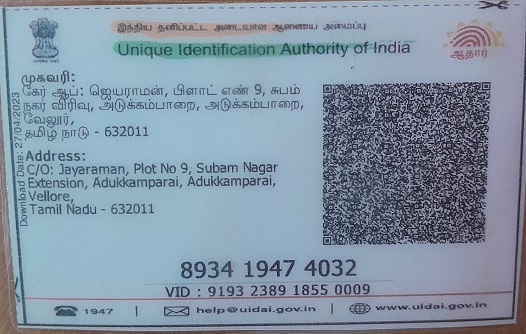 இந்திய தனிப்பட்ட அடையாள ஆணைய அமைப்பு
Unique Identification Authority of India
ஆதார்
முகவரி:
கேர் ஆப்: ஜெயராமன், பிளாட் எண் 9, சுபம்
நகர் விரிவு, அடுக்கம்பாறை, அடுக்கம்பாறை,
வேலூர்,
தமிழ் நாடு - 632011
Download Date: 27/04/2023
Address:
C/O: Jayaraman, Plot No 9, Subam Nagar
Extension, Adukkamparai, Adukkamparai,
Vellore,
Tamil Nadu - 632011
8934 1947 4032
VID : 9193 2389 1855 0009
1947 | help@uidai.gov.in | www.uidai.gov.in